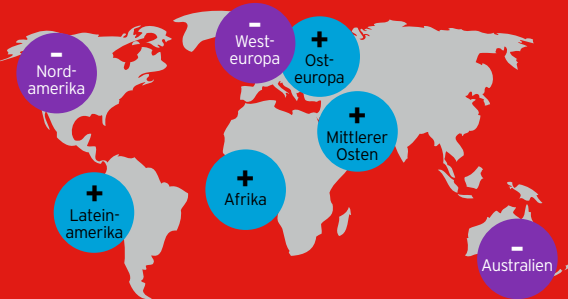 -
Nord-
amerika
-
West-
europa
+
Ost-
europa
+
Mittlerer
Osten
+
Latein-
amerika
+
Afrika
-
Australien